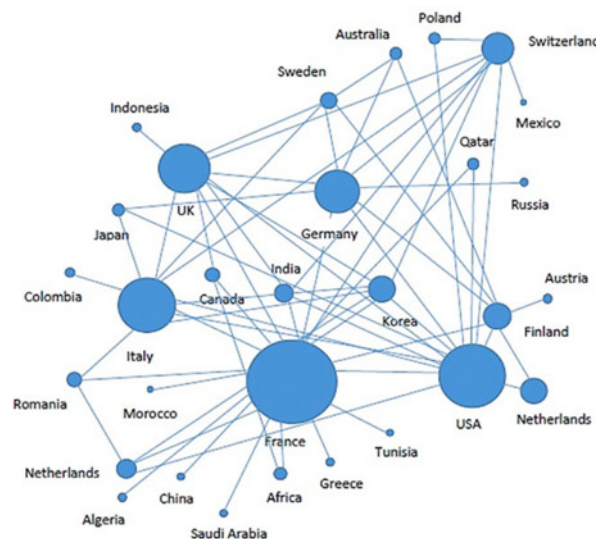 Poland
Australia
Switzerland
Sweden
Indonesia
Mexico
Qatar
Russia
UK
Germany
Japan
India
Austria
Colombia
Canada
Korea
Finland
Italy
Romania
Morocco
France
USA
Netherlands
Tunisia
Netherlands
China
Africa
Greece
Algeria
Saudi Arabia